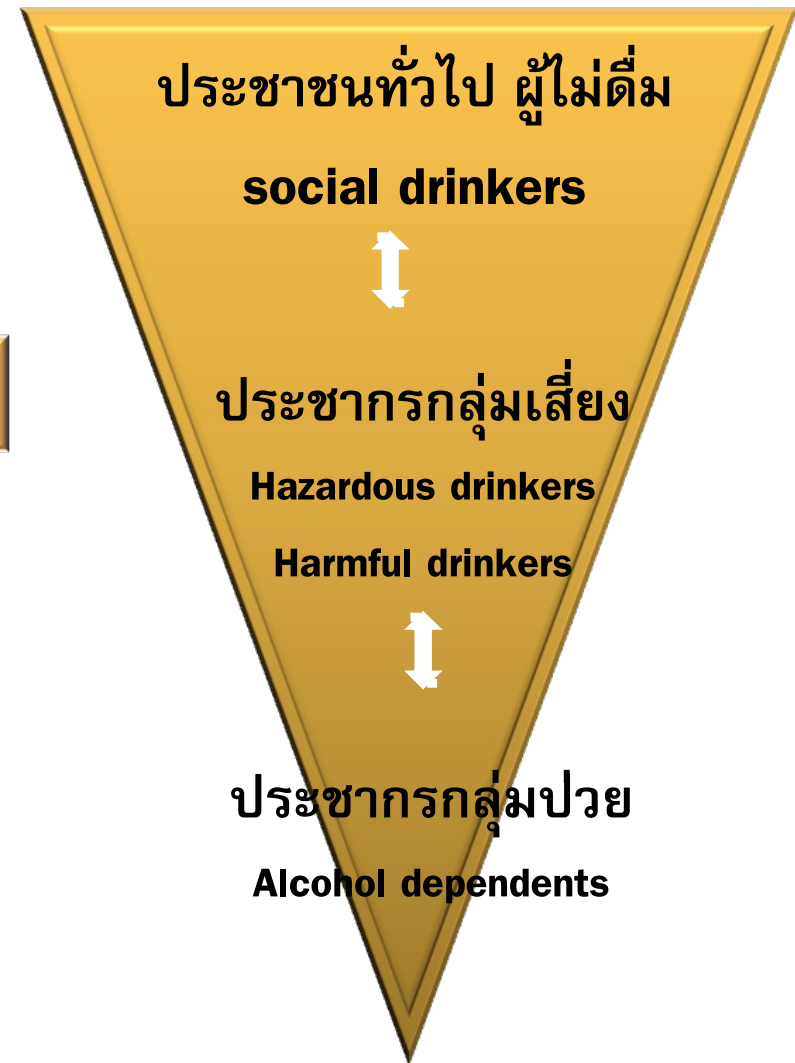 ประชาชนทั่วไป ผู้ไม่ดื่ม
social drinkers
ประชากรกลุ่มเสี่ยง
Hazardous drinkers
Harmful drinkers
ประชากรกลุ่มป่วย
Alcohol dependents